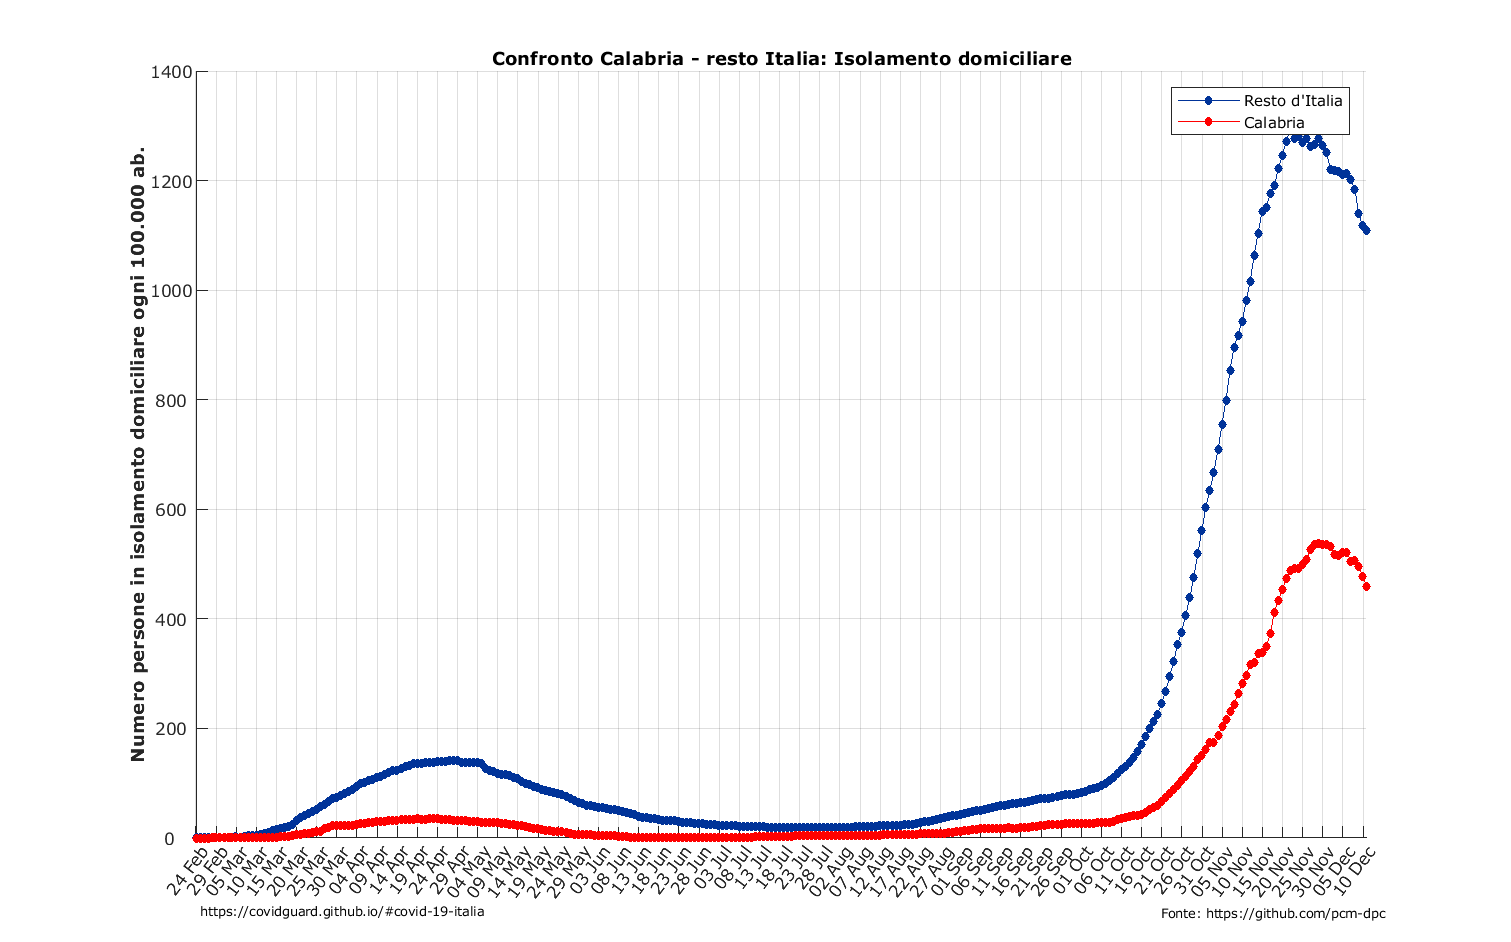 Confronto Calabria - resto Italia: Isolamento domiciliare
Numero persone in isolamento domiciliare ogni 100.000 ab.
1400
1200
1000
800
600
400
200
0
Resto d'Italia
Calabria
24 Feb
29 Feb
05 Mar
10 Mar
15 Mar
20 Mar
25 Mar
30 Mar
04 Apr
09 Apr
14 Apr
19 Apr
24 Apr
29 Apr
04 May
09 May
14 May
19 May
24 May
29 May
03 Jun
08 Jun
13 Jun
18 Jun
23 Jun
28 Jun
03 Jul
08 Jul
13 Jul
18 Jul
23 Jul
28 Jul
02 Aug
07 Aug
12 Aug
17 Aug
22 Aug
27 Aug
01 Sep
06 Sep
11 Sep
16 Sep
21 Sep
26 Sep
01 Oct
06 Oct
11 Oct
16 Oct
21 Oct
26 Oct
31 Oct
05 Nov
10 Nov
15 Nov
20 Nov
25 Nov
30 Nov
05 Dec
10 Dec
https://covidguard.github.io/#covid-19-italia
Fonte: https://github.com/pcm-dpc